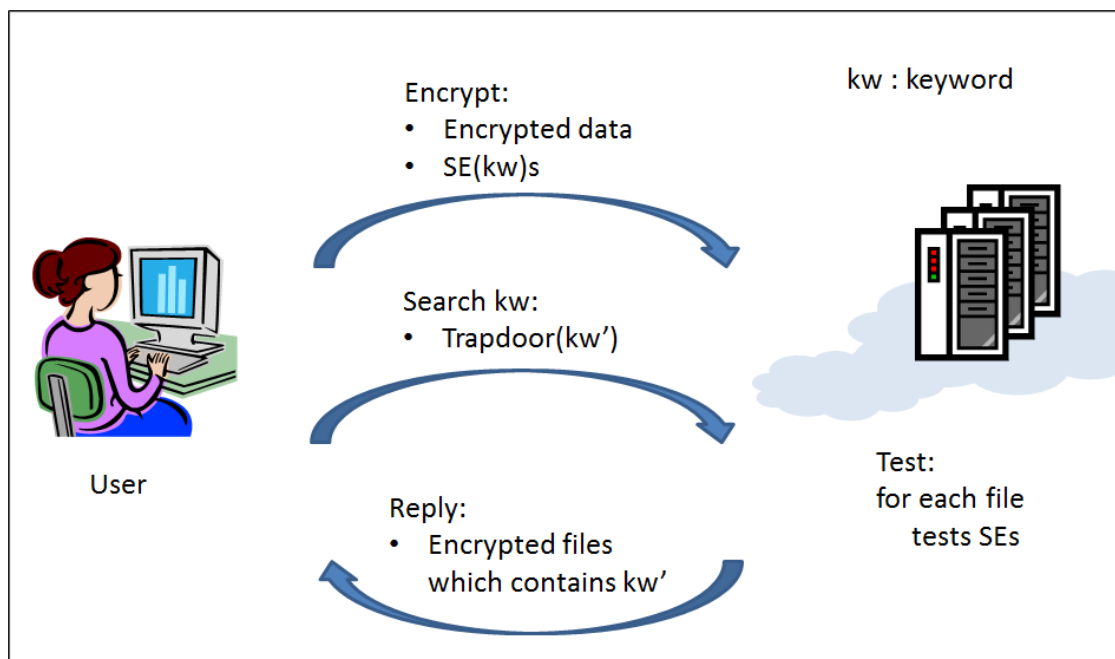 kw : keyword
Encrypt:
• Encrypted data
• SE(kw)s
Search kw:
• Trapdoor(kw’)
User
Test:
for each file
tests SEs
Reply:
• Encrypted files
which contains kw’